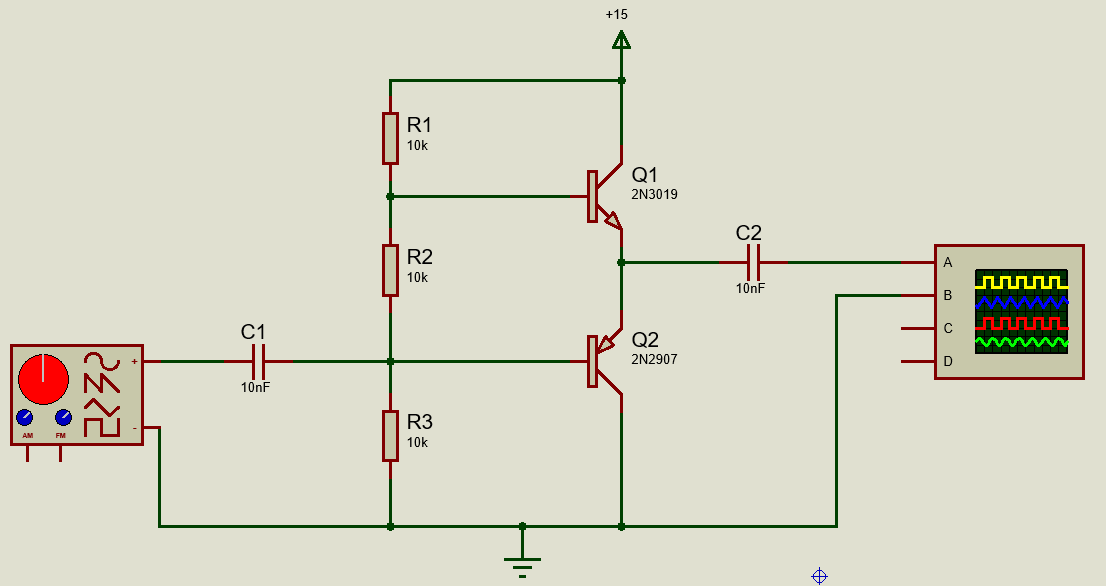 +15
R1
10k
Q1
2N3019
C2
10nF
A
B
C
D
R2
10k
C1
10nF
Q2
2N2907
+
-
AM FM
R3
10k